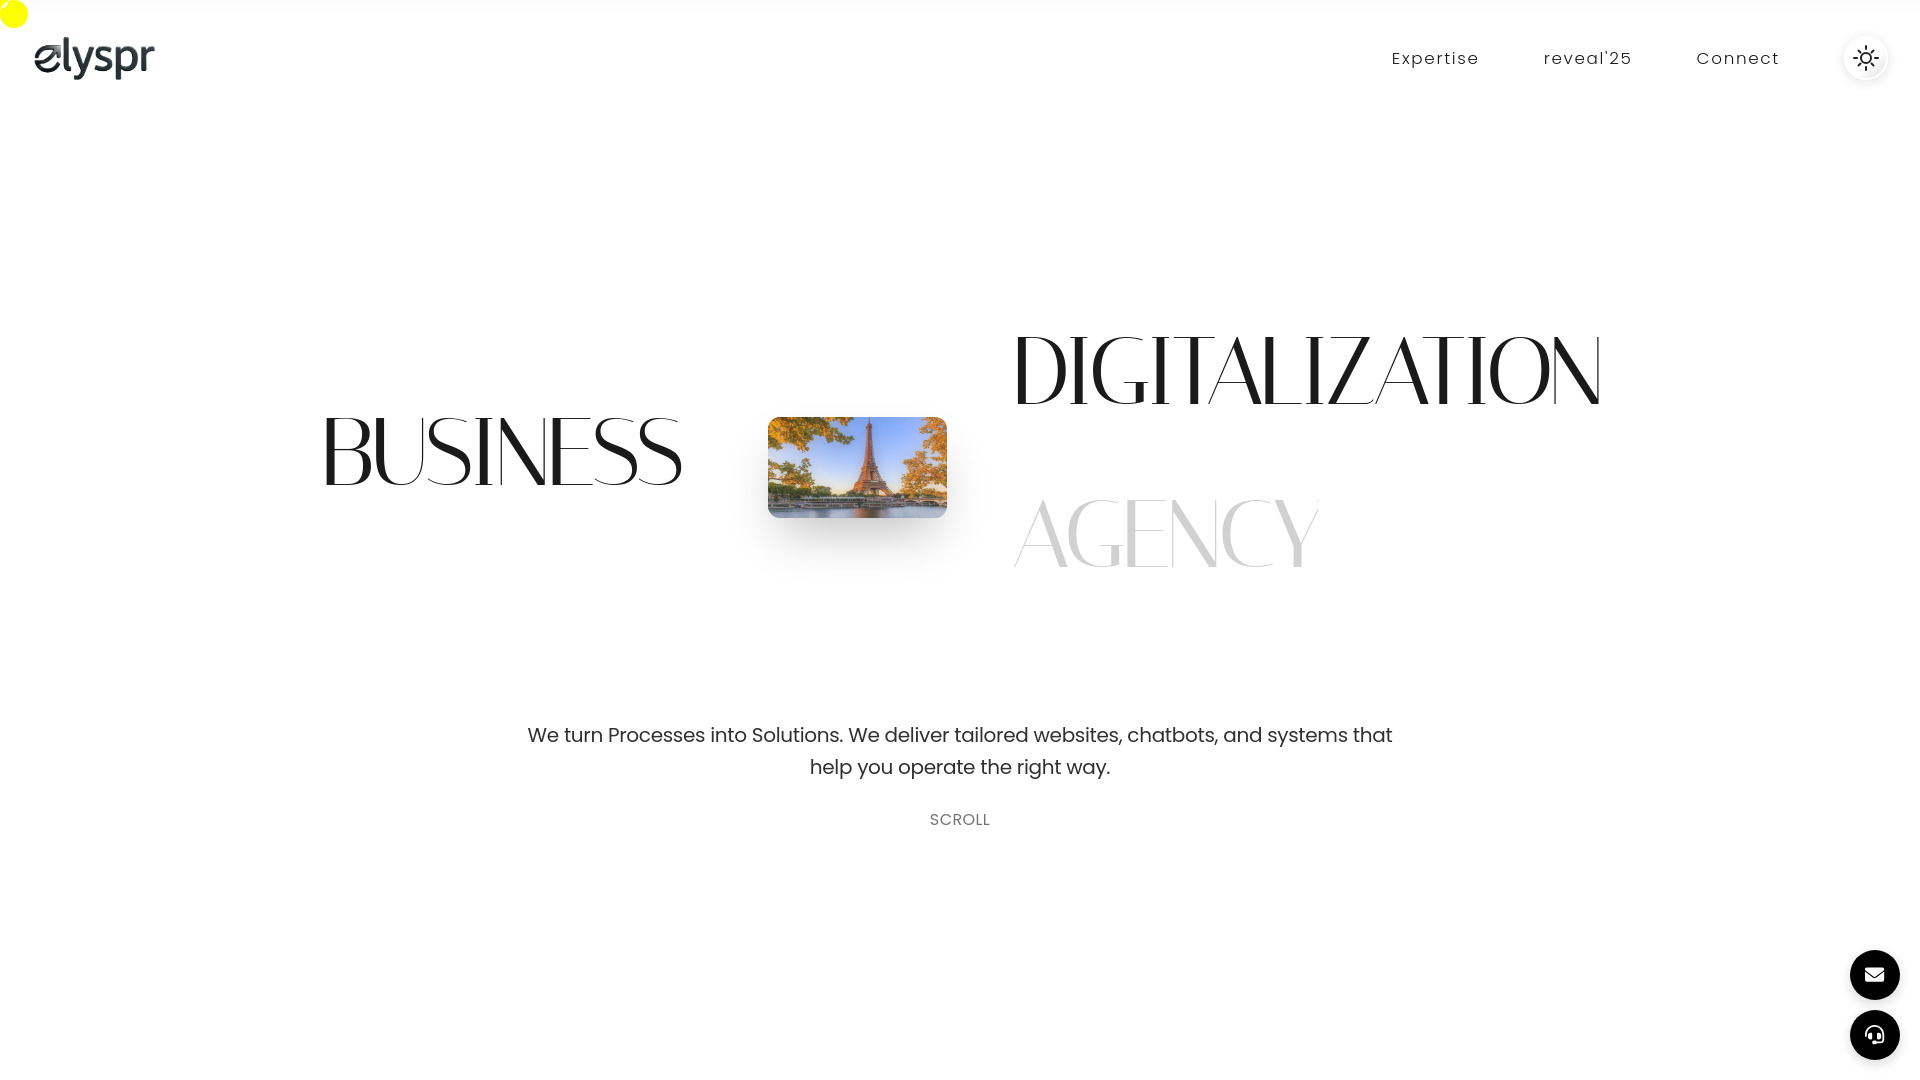 elyspr
Expertise
reveal'25
Connect
BUSINESS
DIGITALIZATION
AGENCY
We turn Processes into Solutions. We deliver tailored websites, chatbots, and systems that
help you operate the right way.
SCROLL